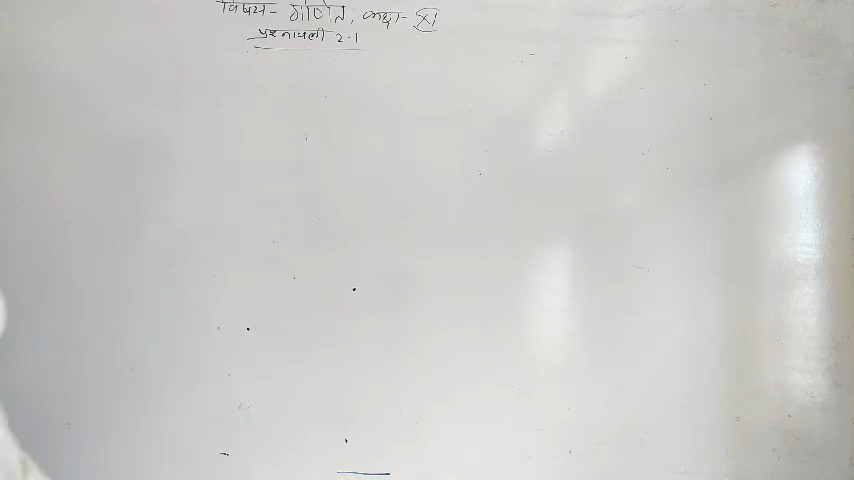 विषय - गणित, कक्षा - XI
प्रश्नावली 2.1